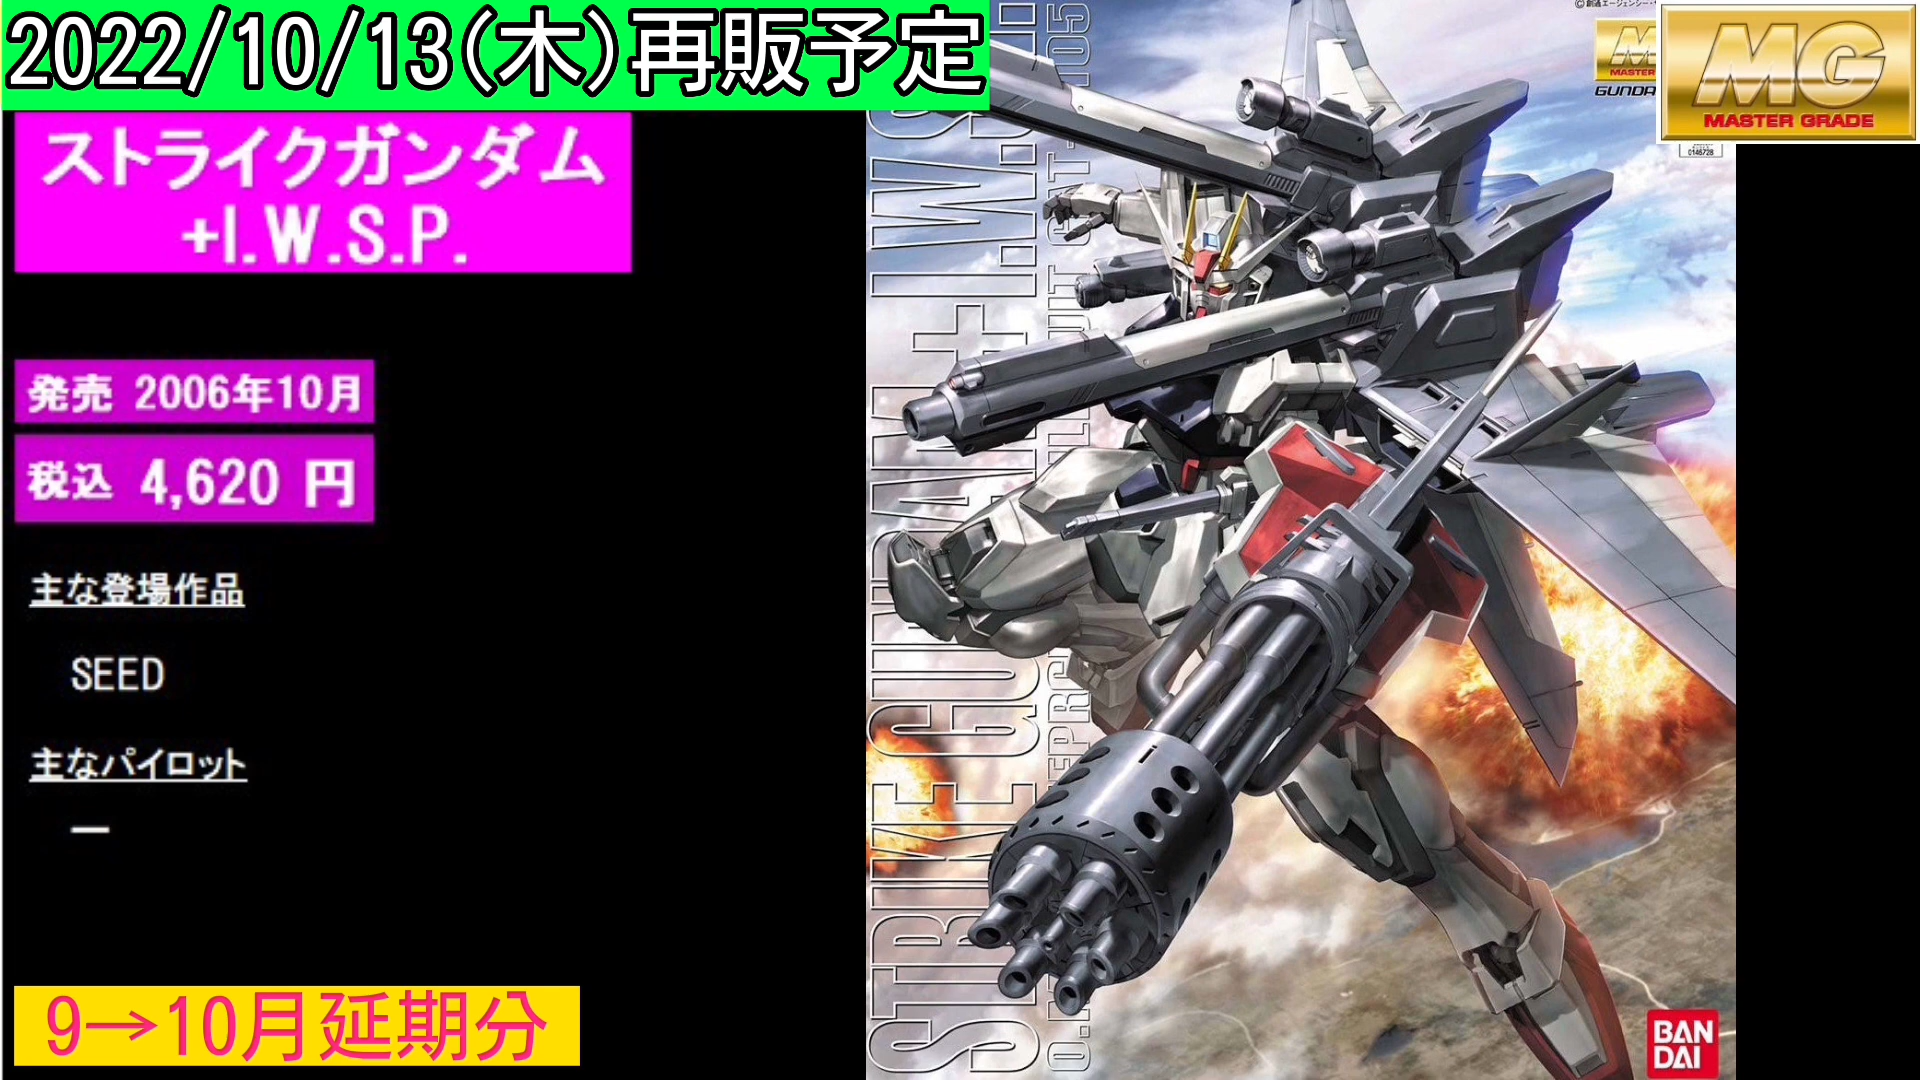 2022/10/13(木)再販予定
ストライクガンダム
+I.W.S.P.
発売 2006年10月
税込 4,620 円
主な登場作品
SEED
主なパイロット
ー
9→10月延期分
MG
MASTER GRADE
0146728
STRIKE GUNDAM + I.W.S.P.
BAN
DAI